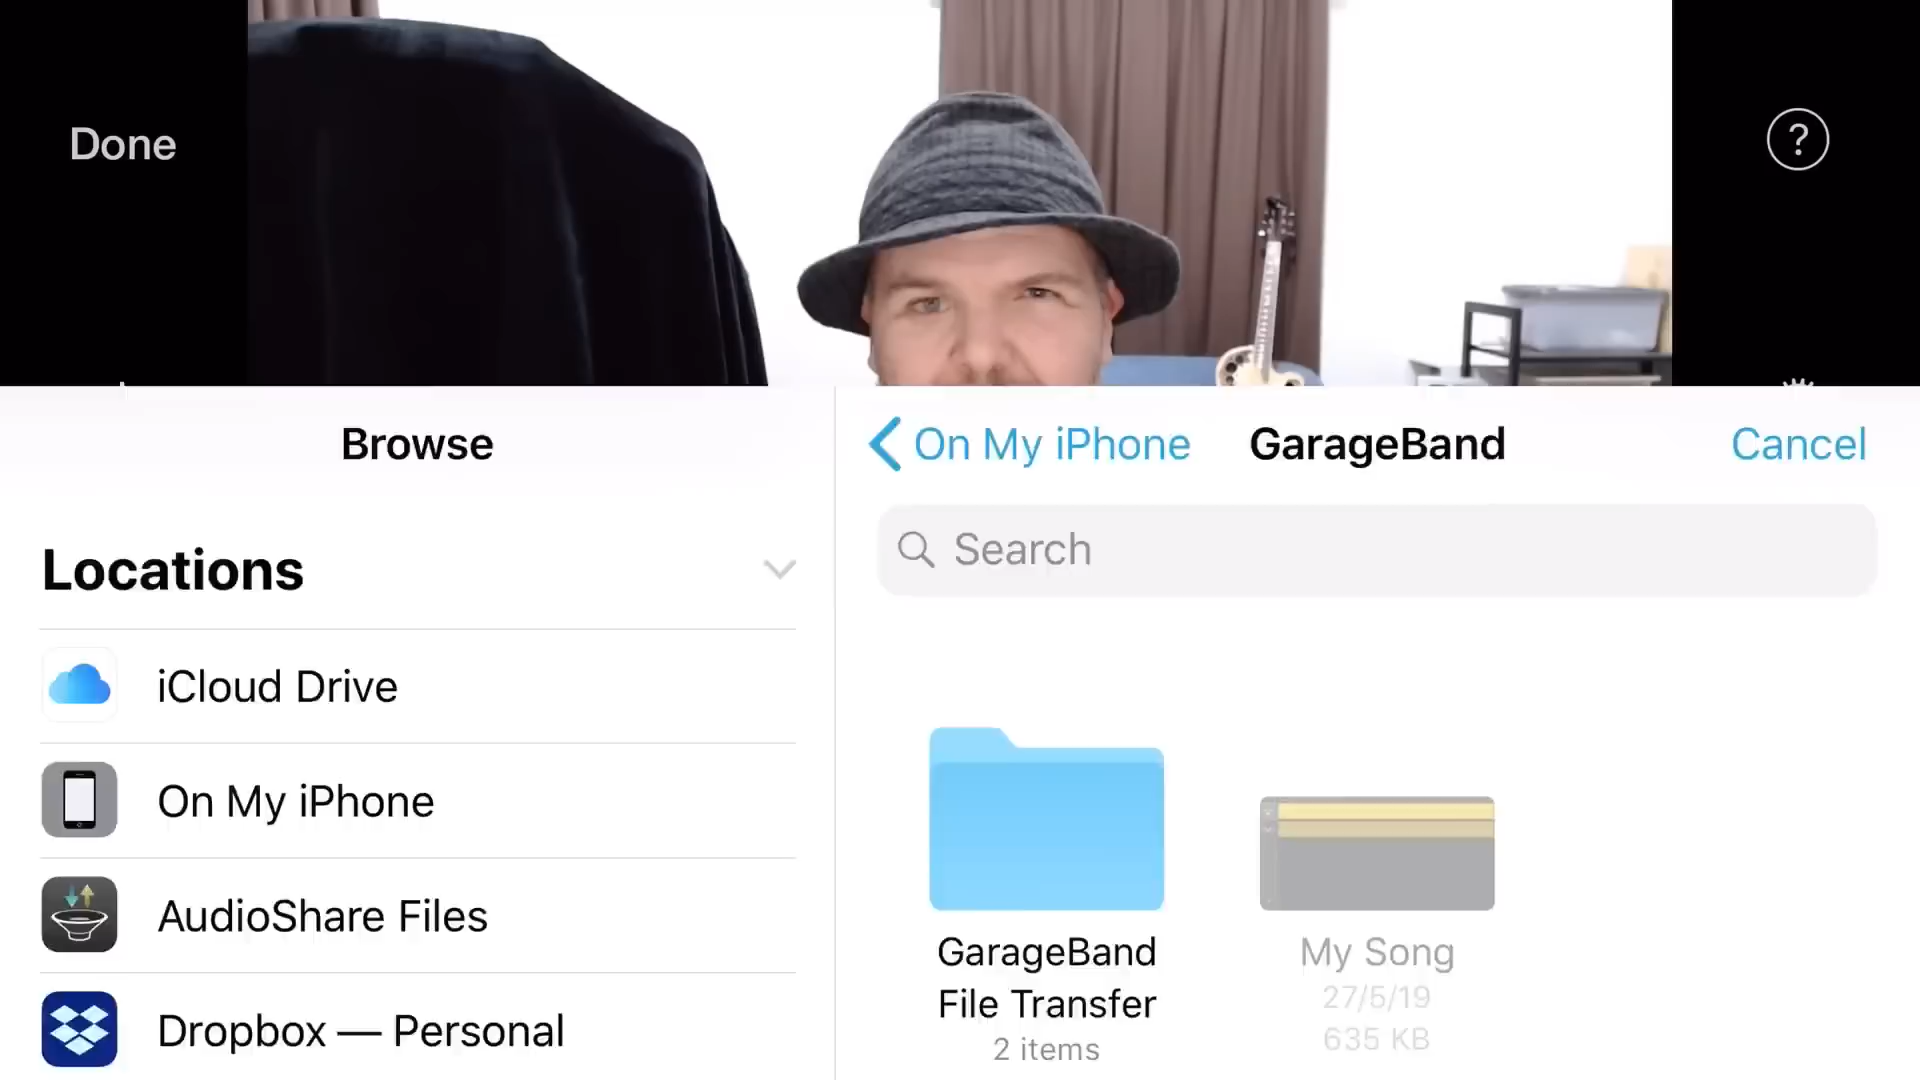 Done
?
Browse
On My iPhone
GarageBand
Cancel
Search
Locations
iCloud Drive
On My iPhone
AudioShare Files
Dropbox — Personal
GarageBand
File Transfer
2 items
My Song
27/5/19
635 KB